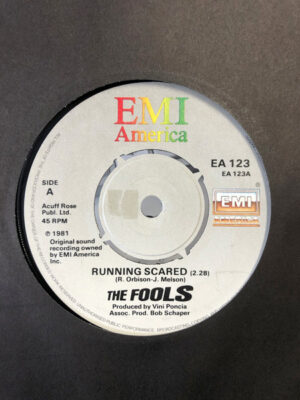 EMI
America
EA 123
EA 123A
SIDE
A
EMI
AMERICA
Acuff Rose
Publ. Ltd.
45 RPM
℗ 1981
Original sound
recording owned
by EMI America
Inc.
RUNNING SCARED (2.28)
(R. Orbison-J. Melson)
THE FOOLS
Produced by Vini Poncia
Assoc. Prod. Bob Schaper